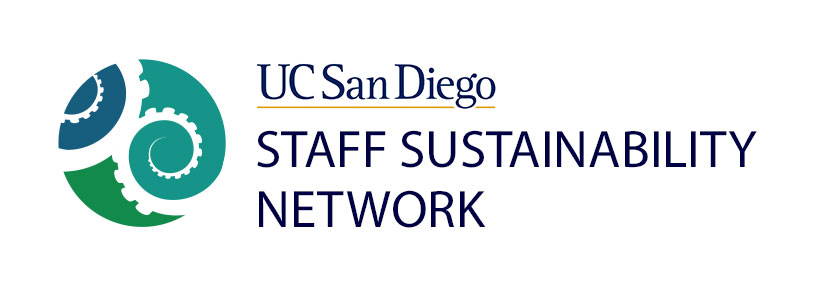 UC San Diego
STAFF SUSTAINABILITY
NETWORK